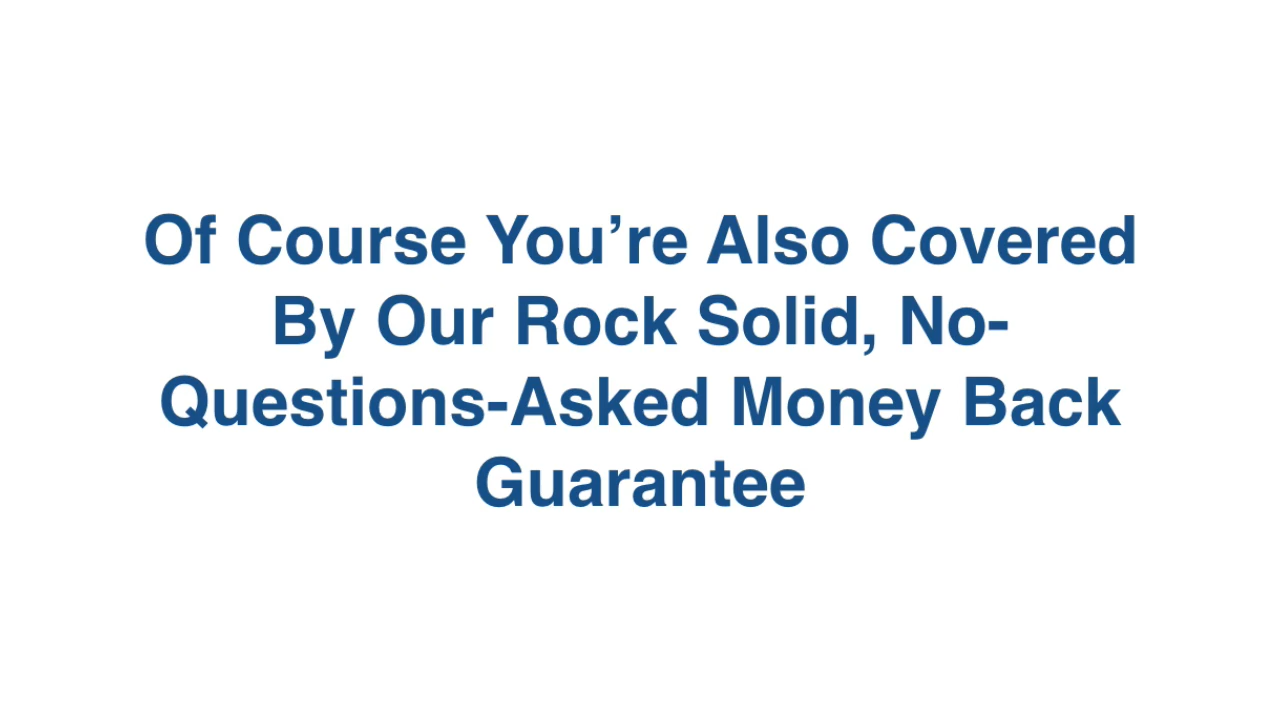 Of Course You’re Also Covered
By Our Rock Solid, No-
Questions-Asked Money Back
Guarantee